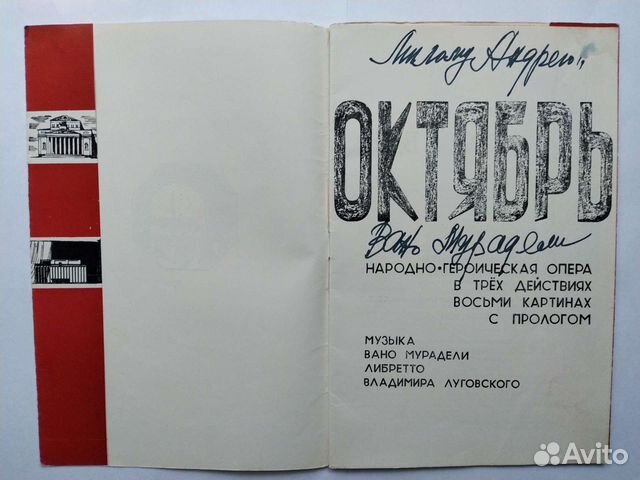 Милому Андрею,
ОКТЯБРЬ
Вано Мурадели
НАРОДНО-ГЕРОИЧЕСКАЯ ОПЕРА
В ТРЁХ ДЕЙСТВИЯХ
ВОСЬМИ КАРТИНАХ
С ПРОЛОГОМ
МУЗЫКА
ВАНО МУРАДЕЛИ
ЛИБРЕТТО
ВЛАДИМИРА ЛУГОВСКОГО
Avito